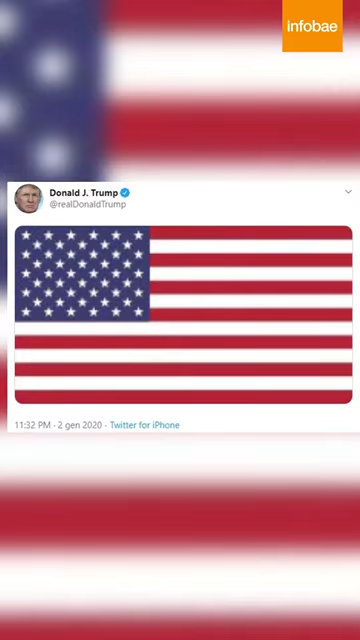 infobae
Donald J. Trump
@realDonaldTrump
11:32 PM · 2 gen 2020 · Twitter for iPhone